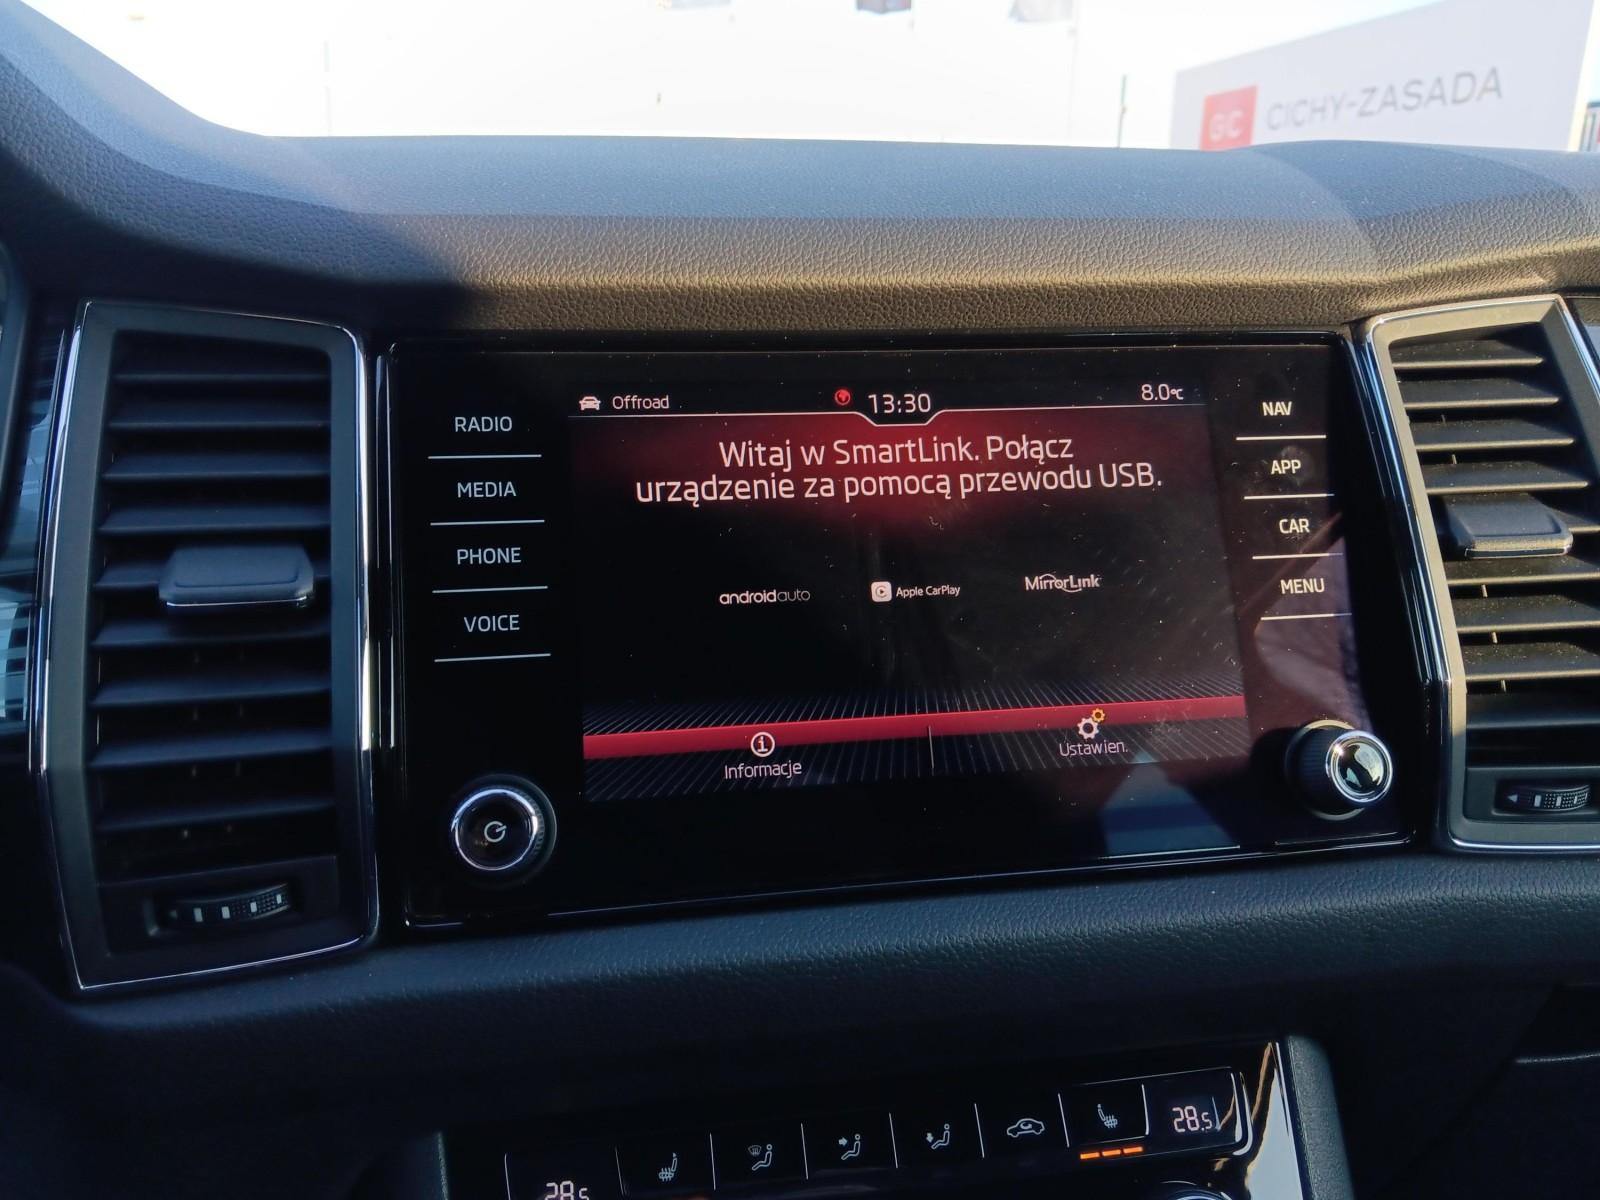 GC CICHY-ZASADA
Offroad 13:30 8.0°C
Witaj w SmartLink. Połącz
urządzenie za pomocą przewodu USB.
androidauto Apple CarPlay MirrorLink
Informacje Ustawien.
RADIO
MEDIA
PHONE
VOICE
NAV
APP
CAR
MENU
28.5 28.5